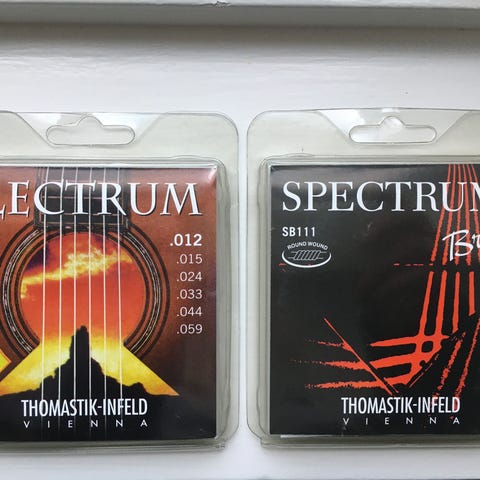 LECTRUM
.012
.015
.024
.033
.044
.059
THOMASTIK-INFELD
VIENNA
SPECTRUM
SB111
ROUND WOUND
THOMASTIK-INFELD
VIENNA